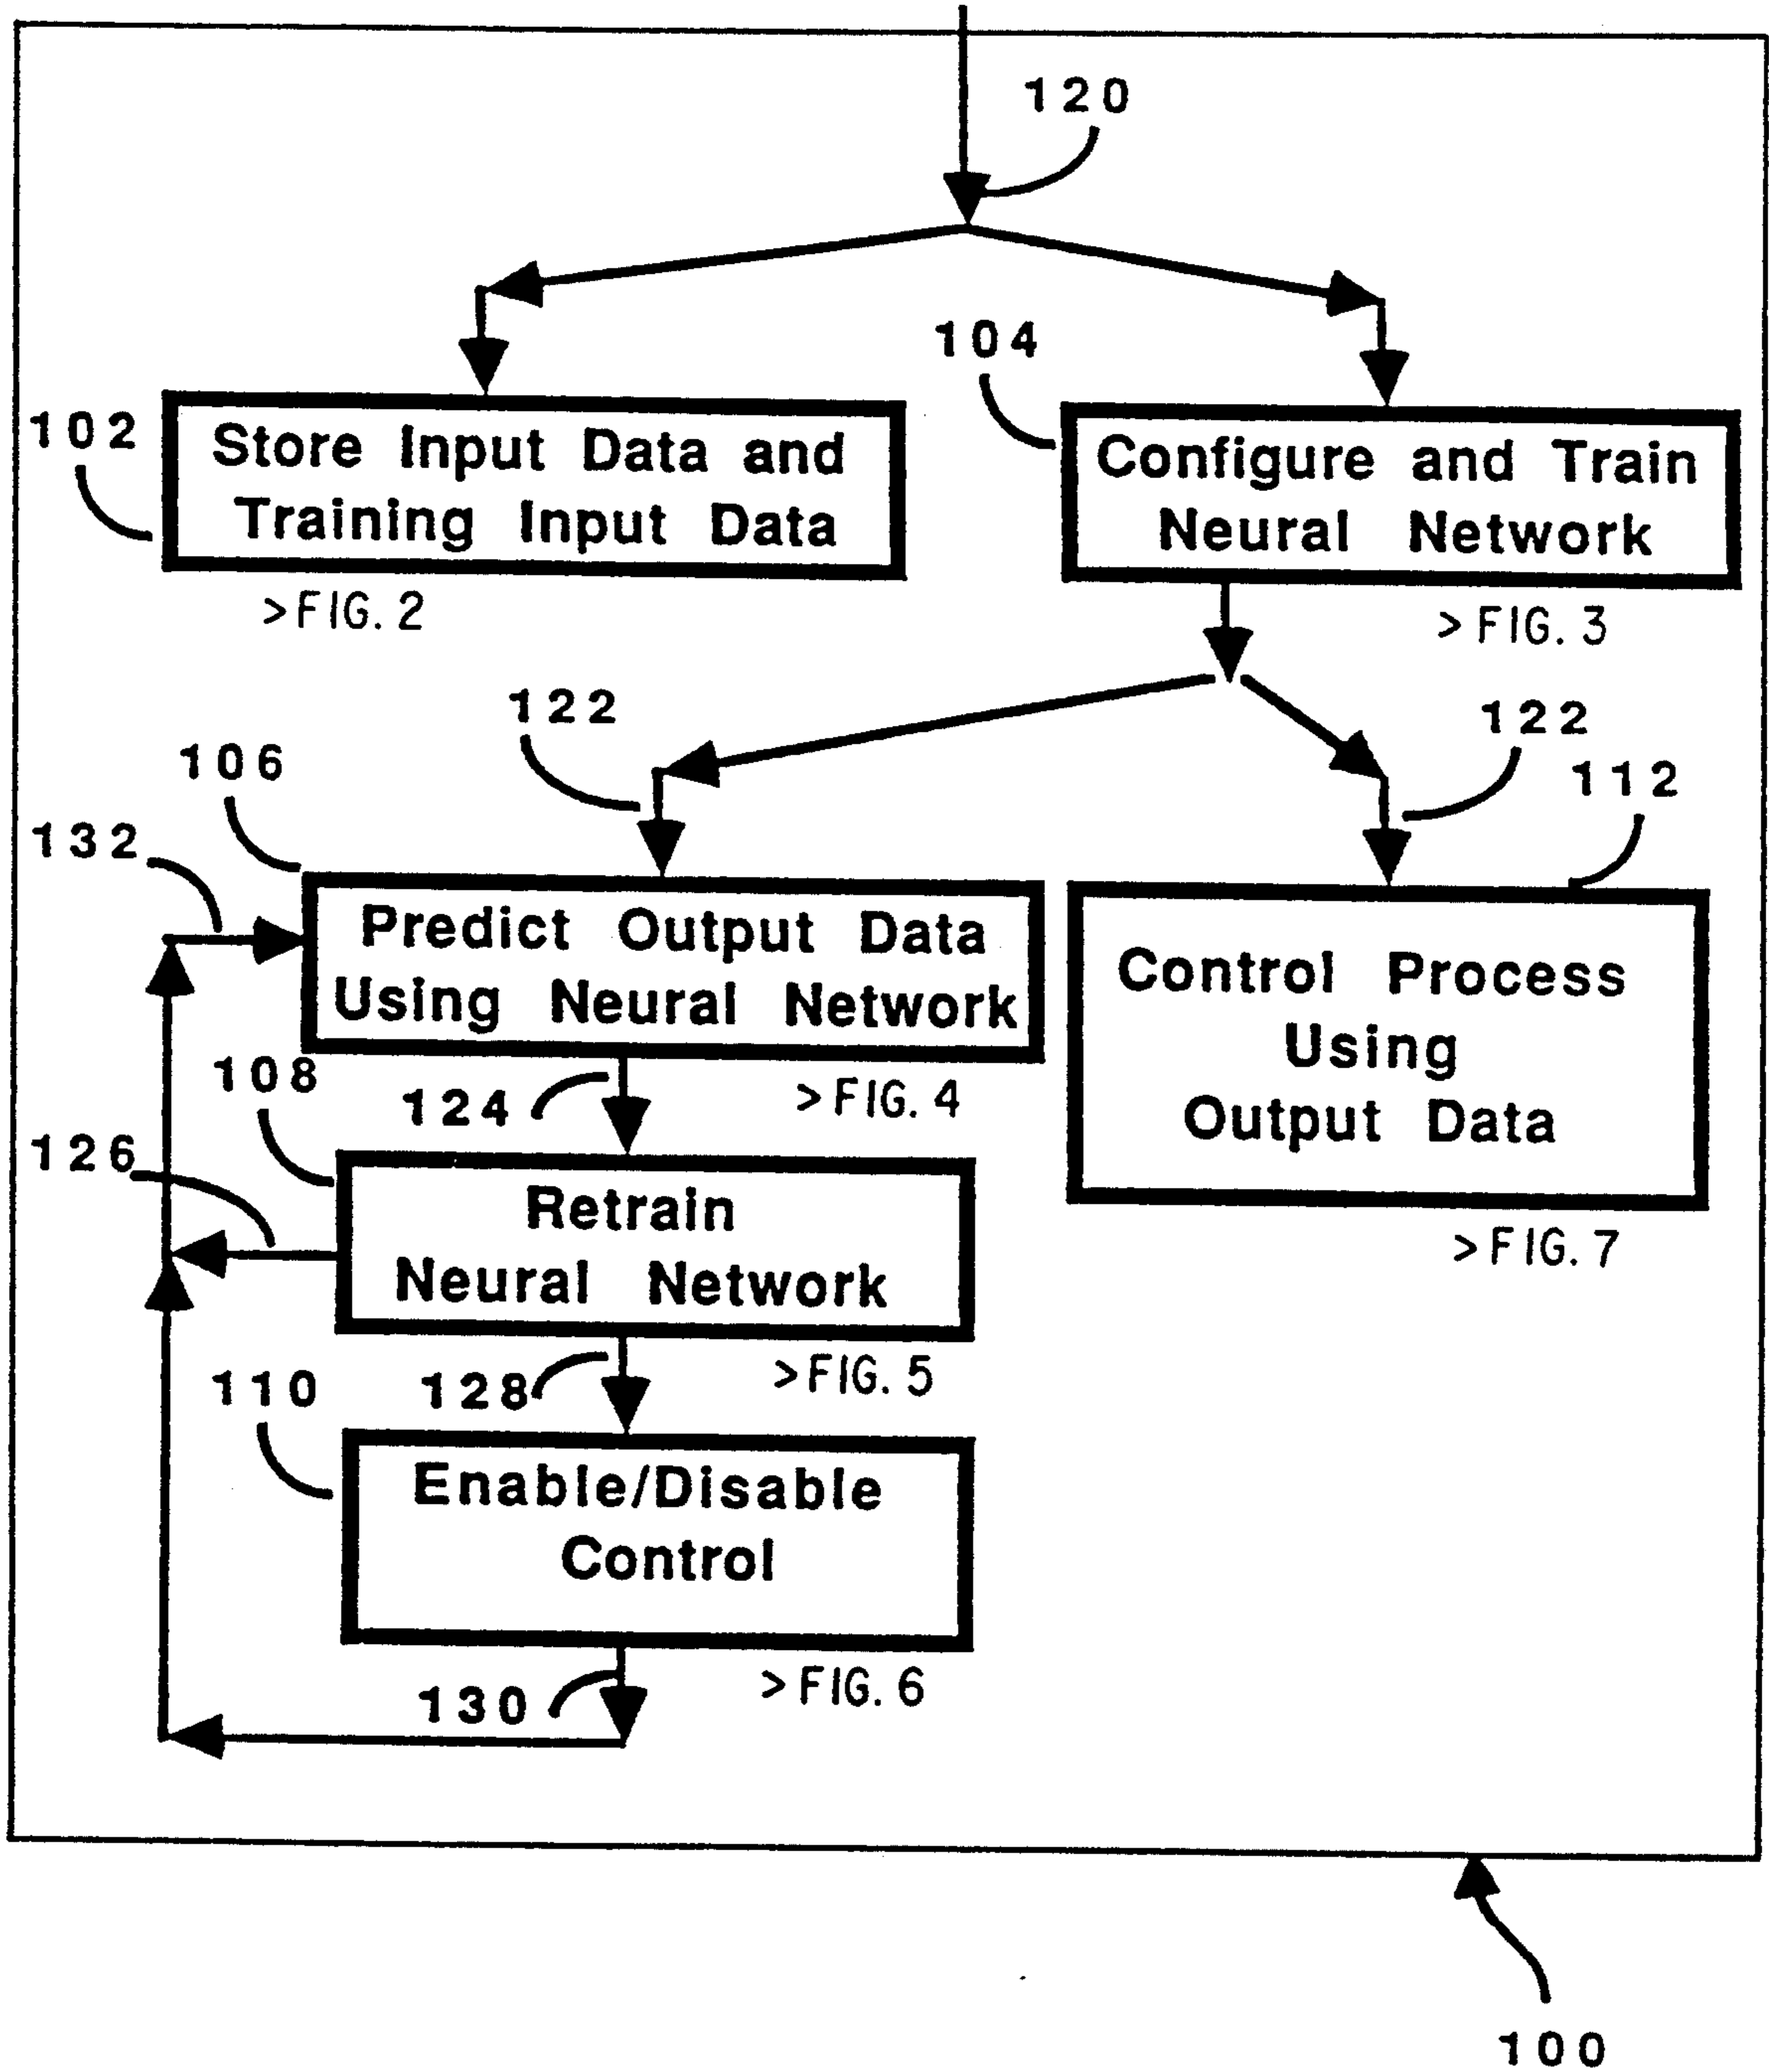 120
104
102
Store Input Data and
Training Input Data
Configure and Train
Neural Network
>FIG. 2
>FIG. 3
122
122
106
112
132
Predict Output Data
Using Neural Network
Control Process
Using
Output Data
108
124
>FIG. 4
126
Retrain
Neural Network
>FIG. 7
110
128
>FIG. 5
Enable/Disable
Control
130
>FIG. 6
100